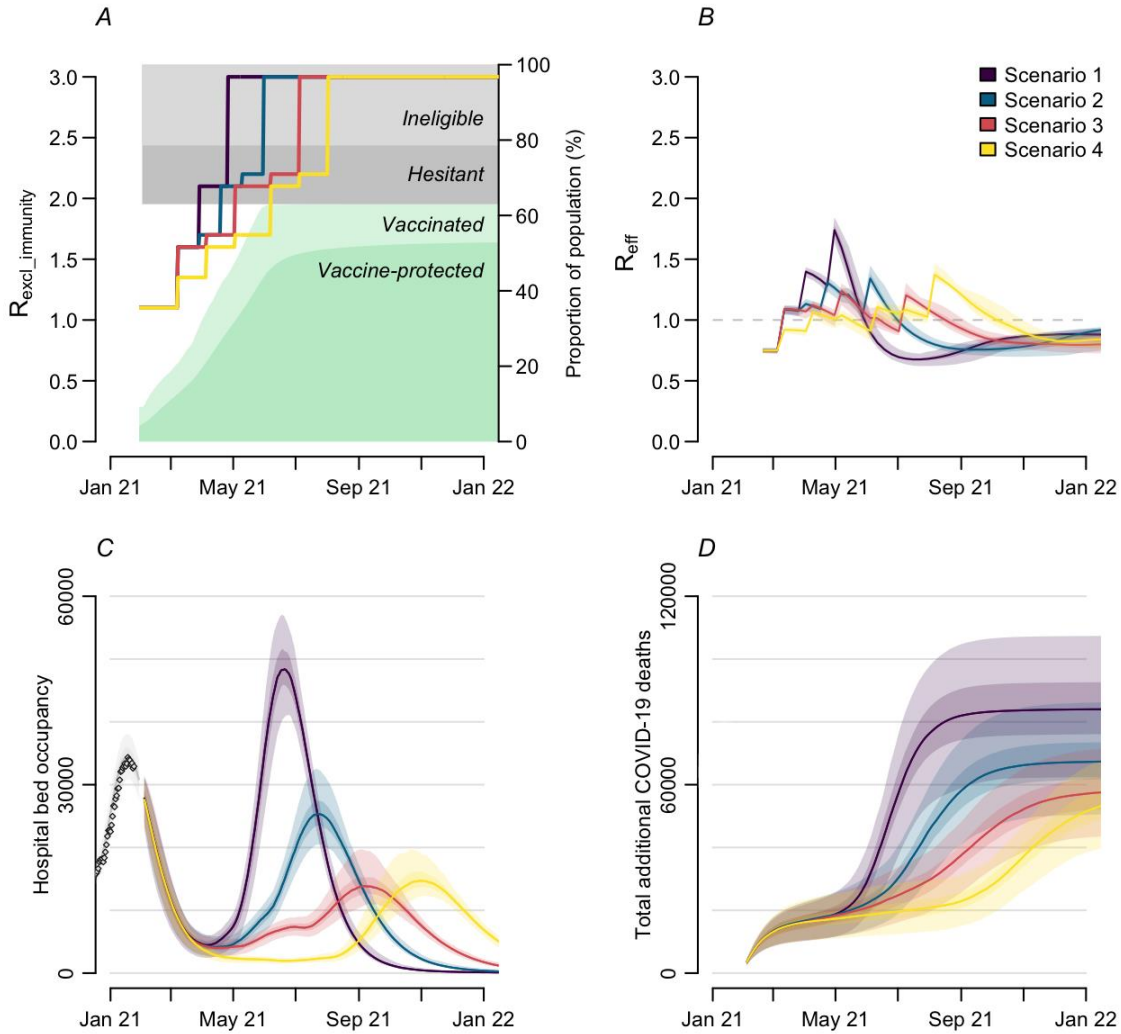 A
3.0
2.5
2.0
1.5
1.0
0.5
0.0
R_excl_immunity
100
80
60
40
20
0
Proportion of population (%)
Ineligible
Hesitant
Vaccinated
Vaccine-protected
Jan 21
May 21
Sep 21
Jan 22
B
3.0
2.5
2.0
1.5
1.0
0.5
0.0
R_eff
Scenario 1
Scenario 2
Scenario 3
Scenario 4
Jan 21
May 21
Sep 21
Jan 22
C
60000
30000
0
Hospital bed occupancy
Jan 21
May 21
Sep 21
Jan 22
D
120000
60000
0
Total additional COVID-19 deaths
Jan 21
May 21
Sep 21
Jan 22